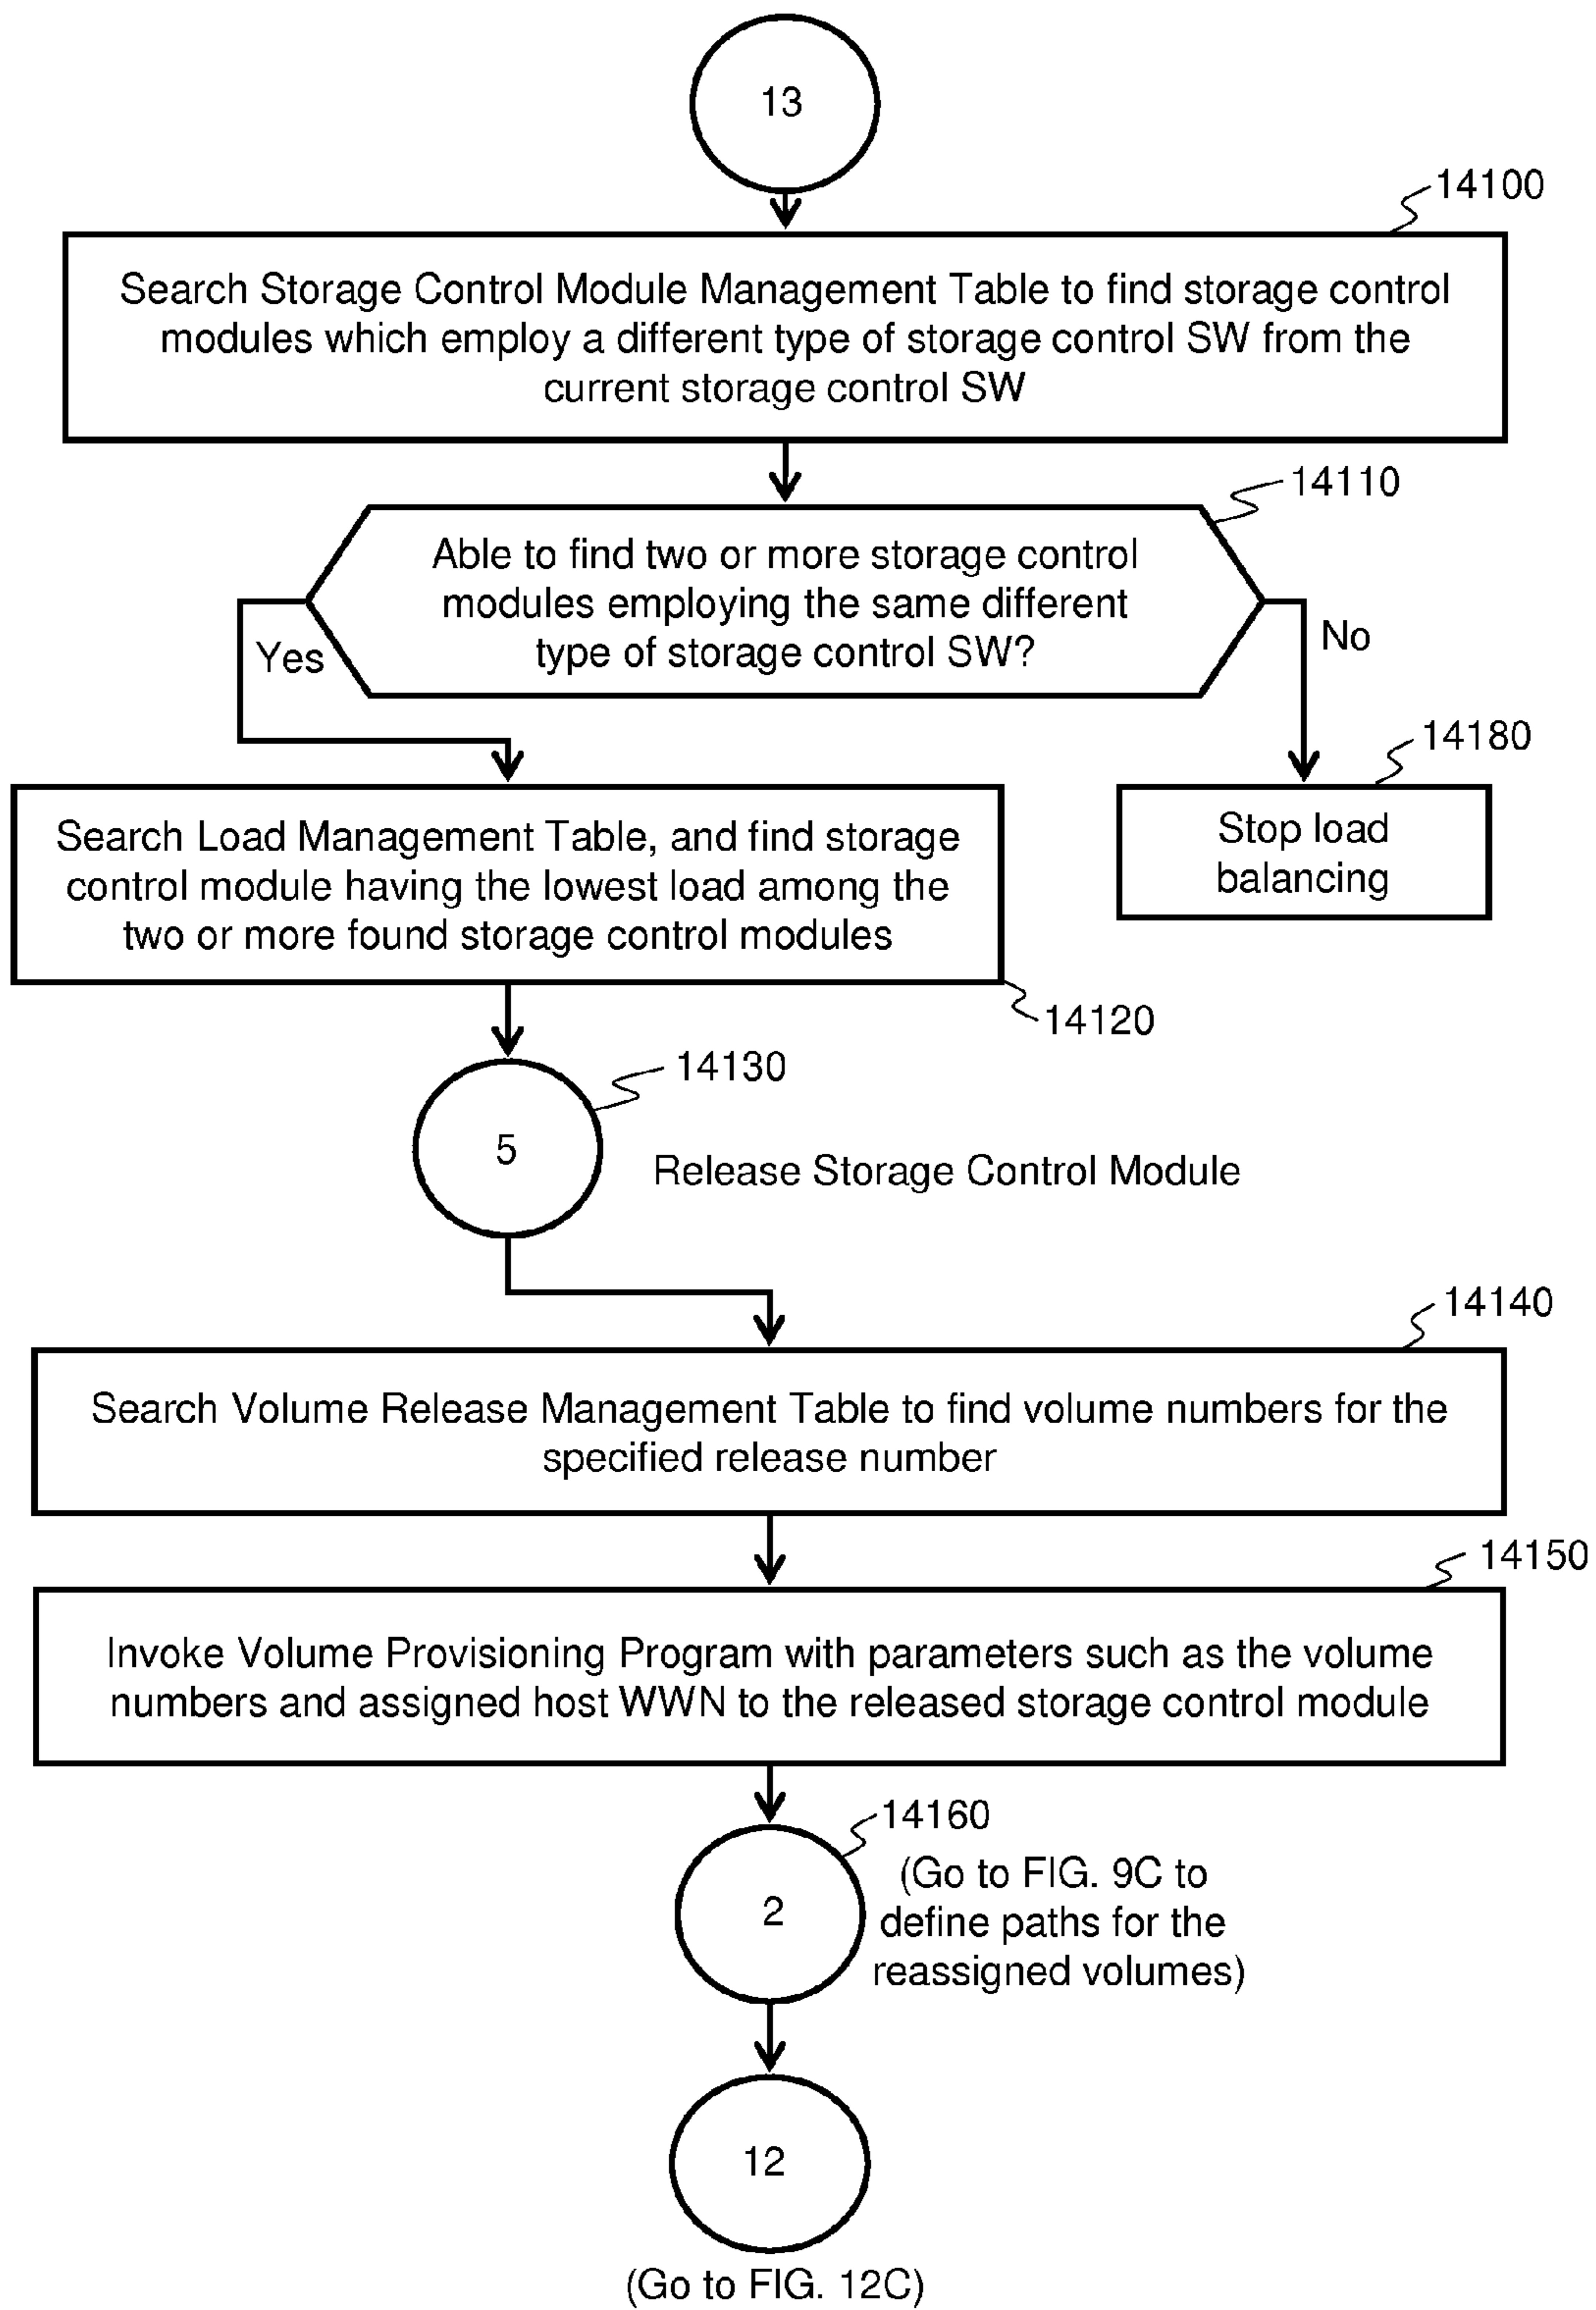 13
14100
Search Storage Control Module Management Table to find storage control
modules which employ a different type of storage control SW from the
current storage control SW
14110
Able to find two or more storage control
modules employing the same different
type of storage control SW?
Yes
No
14180
Search Load Management Table, and find storage
control module having the lowest load among the
two or more found storage control modules
Stop load
balancing
14120
14130
5
Release Storage Control Module
14140
Search Volume Release Management Table to find volume numbers for the
specified release number
14150
Invoke Volume Provisioning Program with parameters such as the volume
numbers and assigned host WWN to the released storage control module
14160
2
(Go to FIG. 9C to
define paths for the
reassigned volumes)
12
(Go to FIG. 12C)